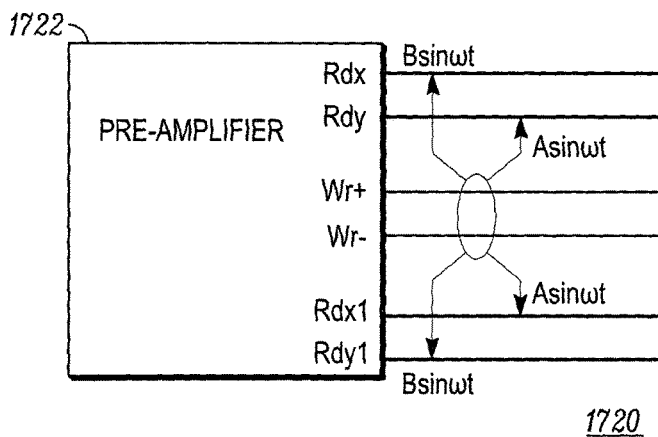 1722
Rdx
Bsinωt
Rdy
PRE-AMPLIFIER
Asinωt
Wr+
Wr-
Asinωt
Rdx1
Rdy1
Bsinωt
1720